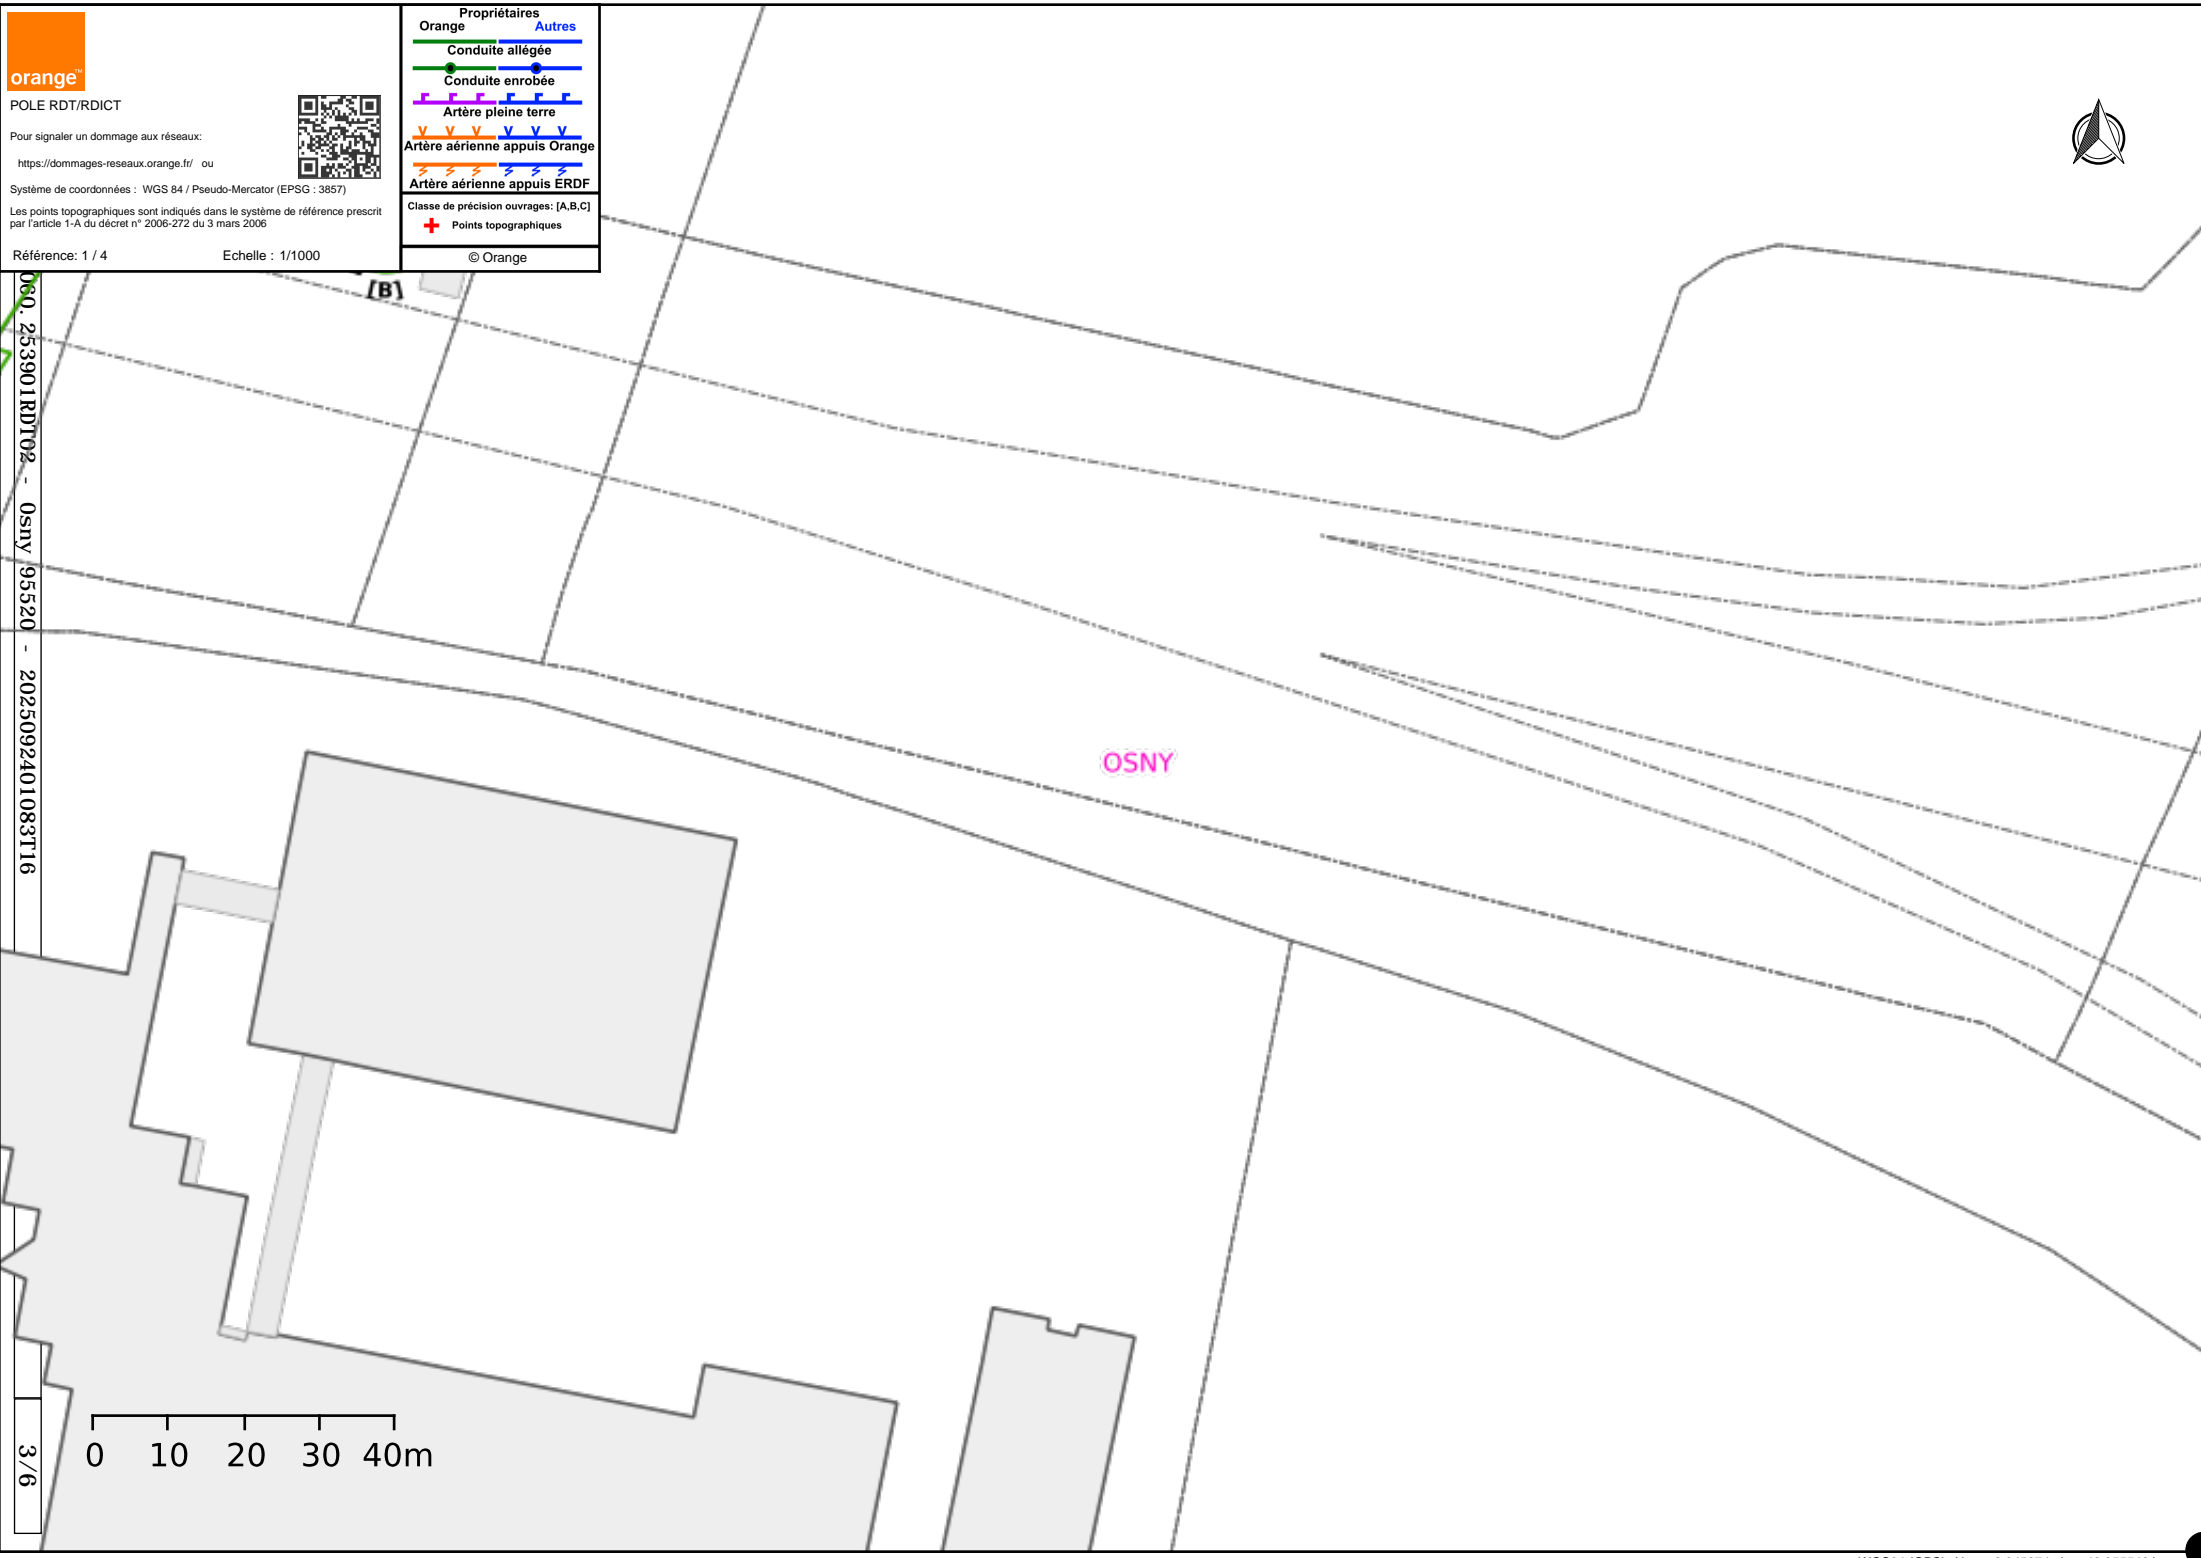 orange™
POLE RDT/RDICT
Pour signaler un dommage aux réseaux:
https://dommages-reseaux.orange.fr/ ou
Système de coordonnées : WGS 84 / Pseudo-Mercator (EPSG : 3857)
Les points topographiques sont indiqués dans le système de référence prescrit
par l'article 1-A du décret n° 2006-272 du 3 mars 2006
Référence: 1 / 4
Echelle : 1/1000
Propriétaires
Orange Autres
Conduite allégée
Conduite enrobée
Artère pleine terre
Artère aérienne appuis Orange
Artère aérienne appuis ERDF
Classe de précision ouvrages: [A,B,C]
Points topographiques
© Orange
[B]
253901RDT02 - Osny 95520 - 2025092401083T16
OSNY
0 10 20 30 40m
3/6